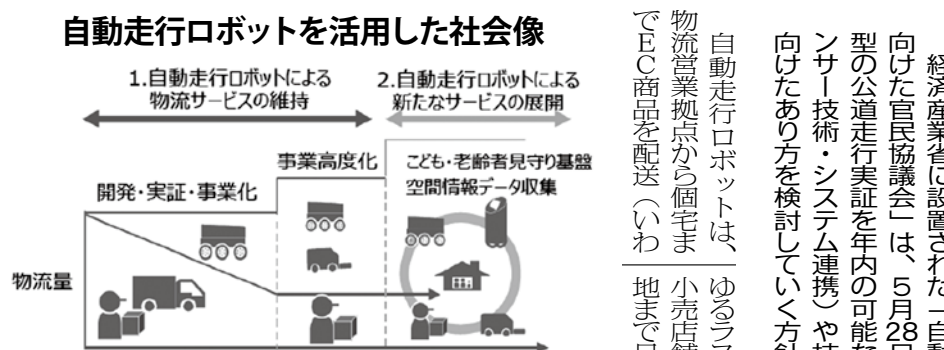 自動走行ロボットを活用した社会像
1.自動走行ロボットによる
物流サービスの維持
2.自動走行ロボットによる
新たなサービスの展開
開発・実証・事業化
事業高度化
こども・老齢者見守り基盤
空間情報データ収集
物流量
経済産業省に設置された「自動
向けた官民協議会」は、5月28日
型の公道走行実証を年内の可能な
ンサー技術・システム連携）や技
向けたあり方を検討していく方針
自動走行ロボットは、
物流営業拠点から個宅ま
でEC商品を配送（いわ
ゆるラス
小売店舗
地まで